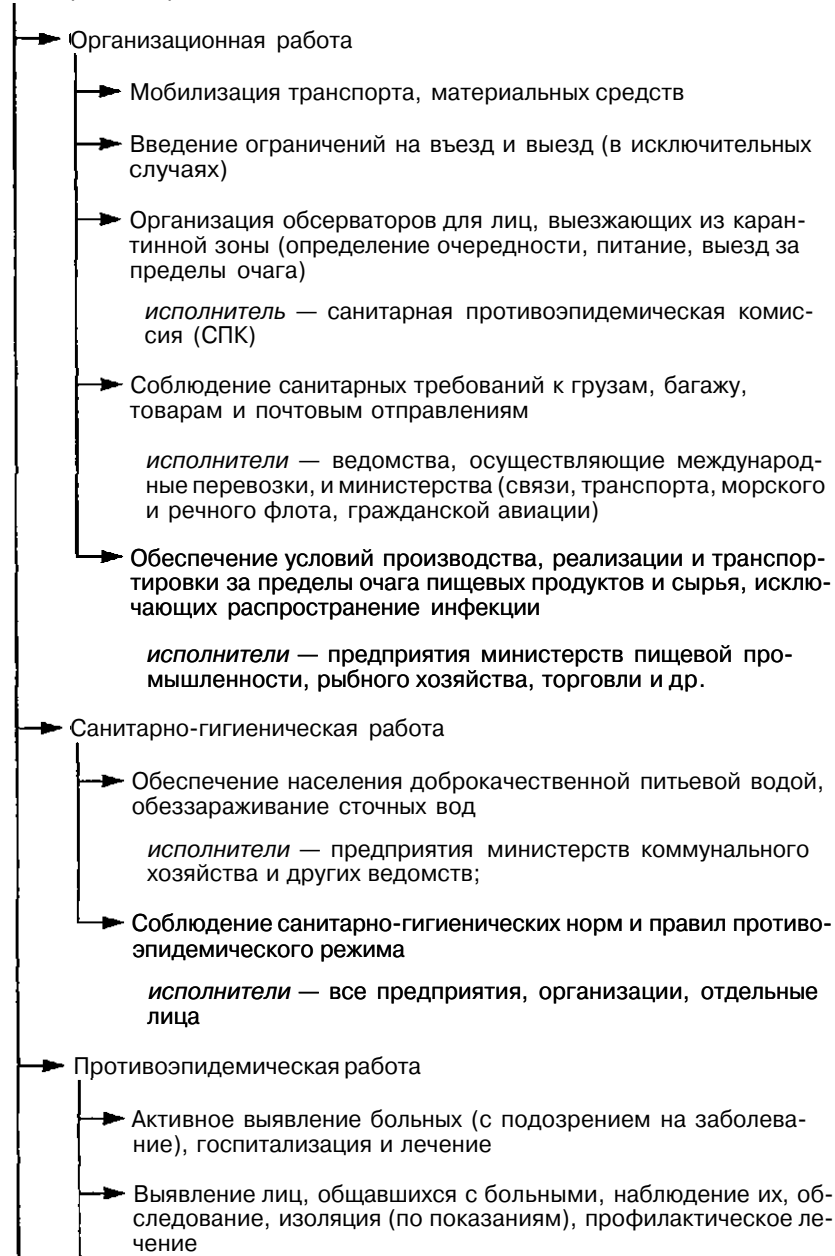 Организационная работа
Мобилизация транспорта, материальных средств
Введение ограничений на въезд и выезд (в исключительных
случаях)
Организация обсерваторов для лиц, выезжающих из каран-
тинной зоны (определение очередности, питание, выезд за
пределы очага)
исполнитель — санитарная противоэпидемическая комис-
сия (СПК)
Соблюдение санитарных требований к грузам, багажу,
товарам и почтовым отправлениям
исполнители — ведомства, осуществляющие международ-
ные перевозки, и министерства (связи, транспорта, морского
и речного флота, гражданской авиации)
Обеспечение условий производства, реализации и транспор-
тировки за пределы очага пищевых продуктов и сырья, исклю-
чающих распространение инфекции
исполнители — предприятия министерств пищевой про-
мышленности, рыбного хозяйства, торговли и др.
Санитарно-гигиеническая работа
Обеспечение населения доброкачественной питьевой водой,
обеззараживание сточных вод
исполнители — предприятия министерств коммунального
хозяйства и других ведомств;
Соблюдение санитарно-гигиенических норм и правил противо-
эпидемического режима
исполнители — все предприятия, организации, отдельные
лица
Противоэпидемическая работа
Активное выявление больных (с подозрением на заболева-
ние), госпитализация и лечение
Выявление лиц, общавшихся с больными, наблюдение их, об-
следование, изоляция (по показаниям), профилактическое ле-
чение